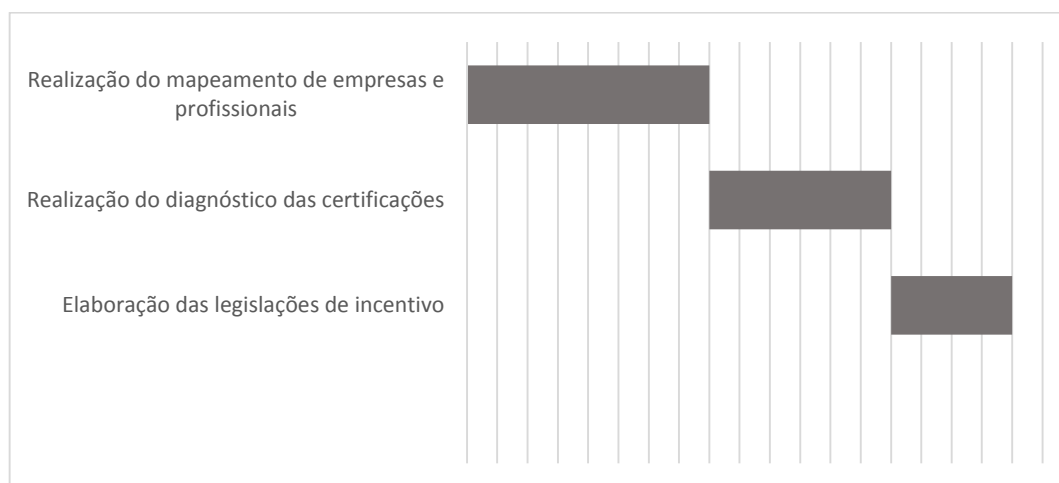 Realização do mapeamento de empresas e
profissionais
Realização do diagnóstico das certificações
Elaboração das legislações de incentivo